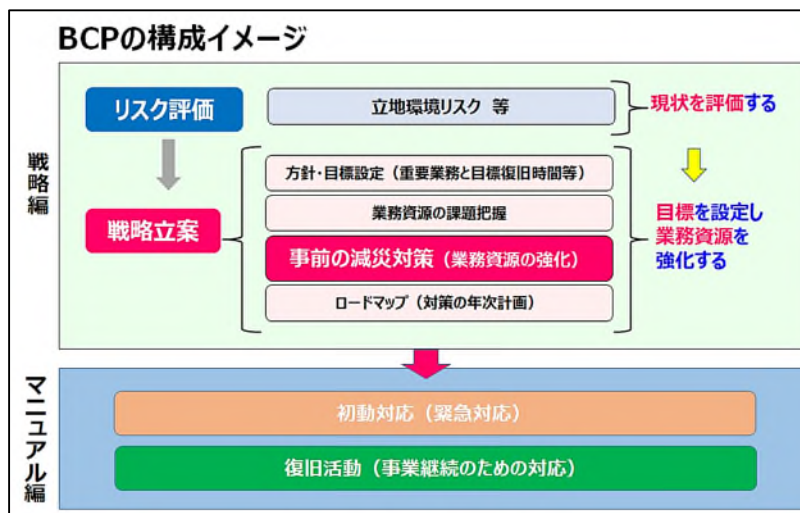 BCPの構成イメージ
戦略編
リスク評価
立地環境リスク 等
現状を評価する
方針・目標設定（重要業務と目標復旧時間等）
業務資源の課題把握
戦略立案
事前の減災対策（業務資源の強化）
ロードマップ（対策の年次計画）
目標を設定し
業務資源を
強化する
マニュアル編
初動対応（緊急対応）
復旧活動（事業継続のための対応）